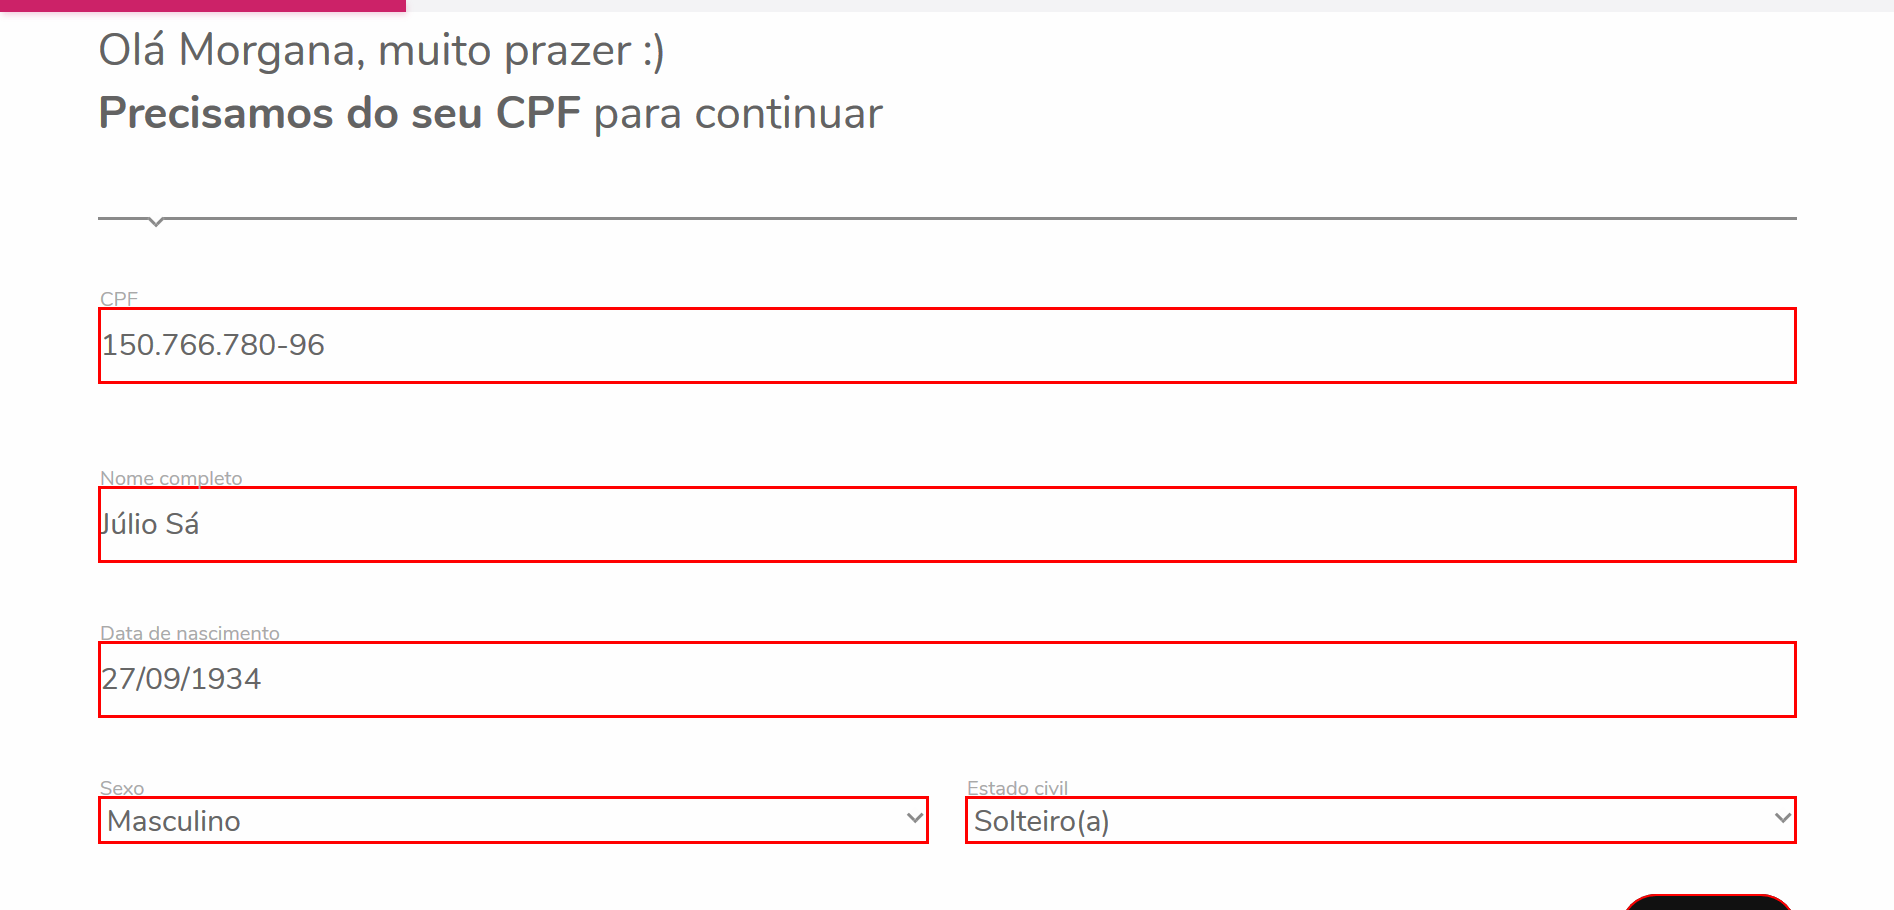 Olá Morgana, muito prazer :)
Precisamos do seu CPF para continuar
CPF
150.766.780-96
Nome completo
Júlio Sá
Data de nascimento
27/09/1934
Sexo
Estado civil
Masculino
Solteiro(a)